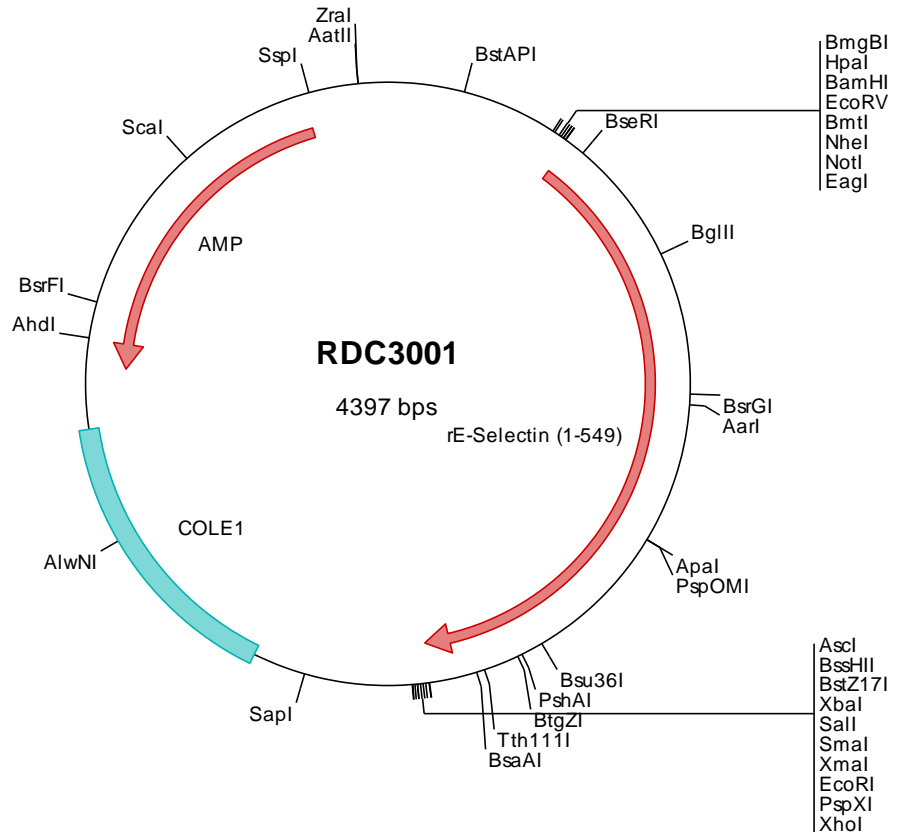 ZraI
AatII
SspI
BstAPI
ScaI
BsrFI
AhdI
AMP
BmgBI
HpaI
BamHI
EcoRV
BmtI
NheI
NotI
EagI
BseRI
BglII
RDC3001
4397 bps
rE-Selectin (1-549)
BsrGI
AarI
COLE1
AlwNI
ApaI
PspOMI
SapI
Bsu36I
PshAI
BtgZI
Tth111I
BsaAI
AscI
BssHII
BstZ17I
XbaI
SalI
SmaI
XmaI
EcoRI
PspXI
XhoI